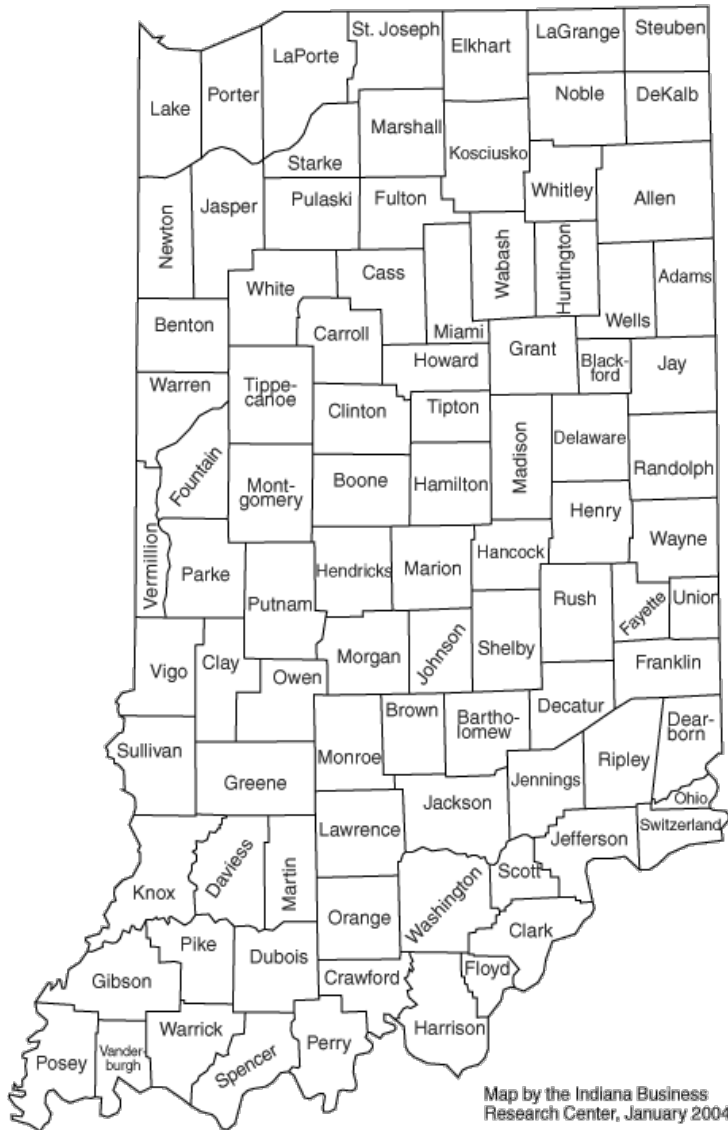 St. Joseph
LaGrange
Steuben
Elkhart
LaPorte
Lake
Porter
Noble
DeKalb
Marshall
Kosciusko
Starke
Whitley
Allen
Newton
Jasper
Pulaski
Fulton
Wabash
Huntington
Cass
Adams
White
Miami
Wells
Benton
Carroll
Grant
Howard
Black-
ford
Jay
Warren
Tippe-
canoe
Clinton
Tipton
Madison
Delaware
Fountain
Randolph
Mont-
gomery
Boone
Hamilton
Henry
Vermillion
Wayne
Parke
Hendricks
Marion
Hancock
Putnam
Rush
Fayette
Union
Vigo
Clay
Owen
Morgan
Johnson
Shelby
Franklin
Brown
Bartho-
lomew
Decatur
Dear-
born
Sullivan
Monroe
Ripley
Greene
Jennings
Jackson
Ohio
Switzerland
Lawrence
Jefferson
Knox
Daviess
Martin
Scott
Washington
Orange
Clark
Pike
Dubois
Gibson
Crawford
Floyd
Harrison
Posey
Vander-
burgh
Warrick
Spencer
Perry
Map by the Indiana Business
Research Center, January 2004